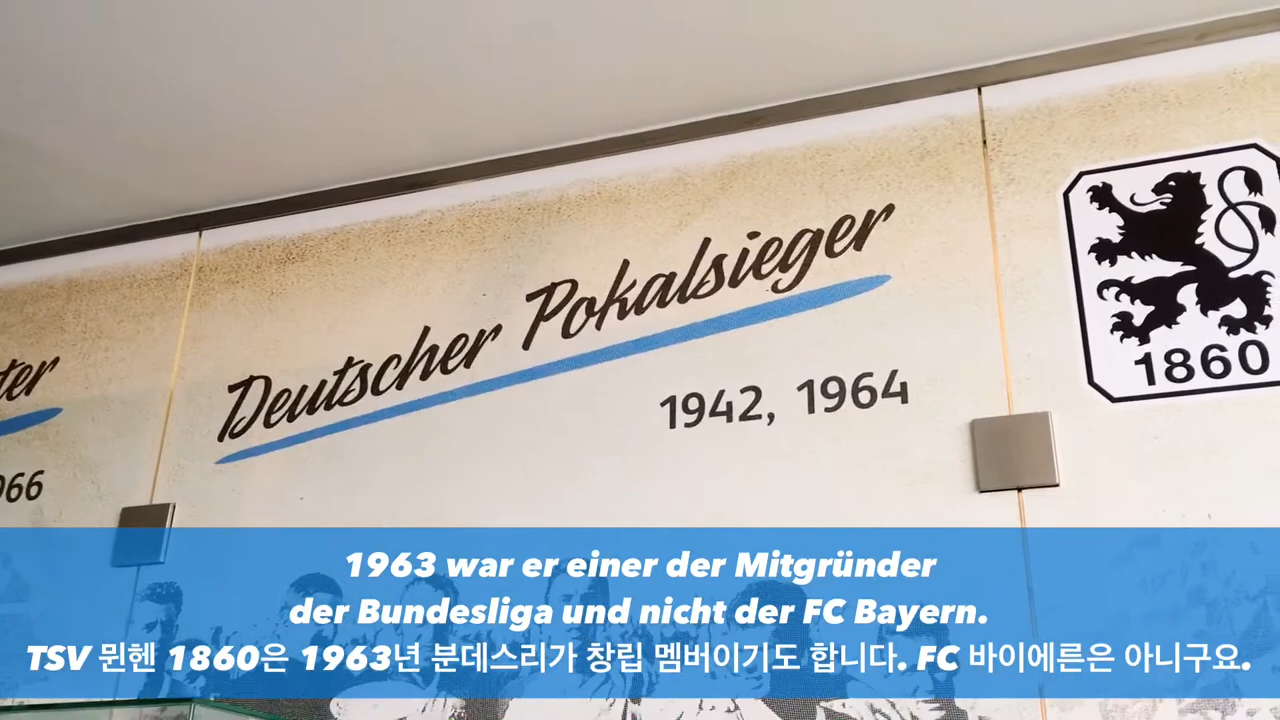 Deutscher Pokalsieger
1942, 1964
1860
1963 war er einer der Mitgründer
der Bundesliga und nicht der FC Bayern.
TSV 뮌헨 1860은 1963년 분데스리가 창립 멤버이기도 합니다. FC 바이에른은 아니구요.